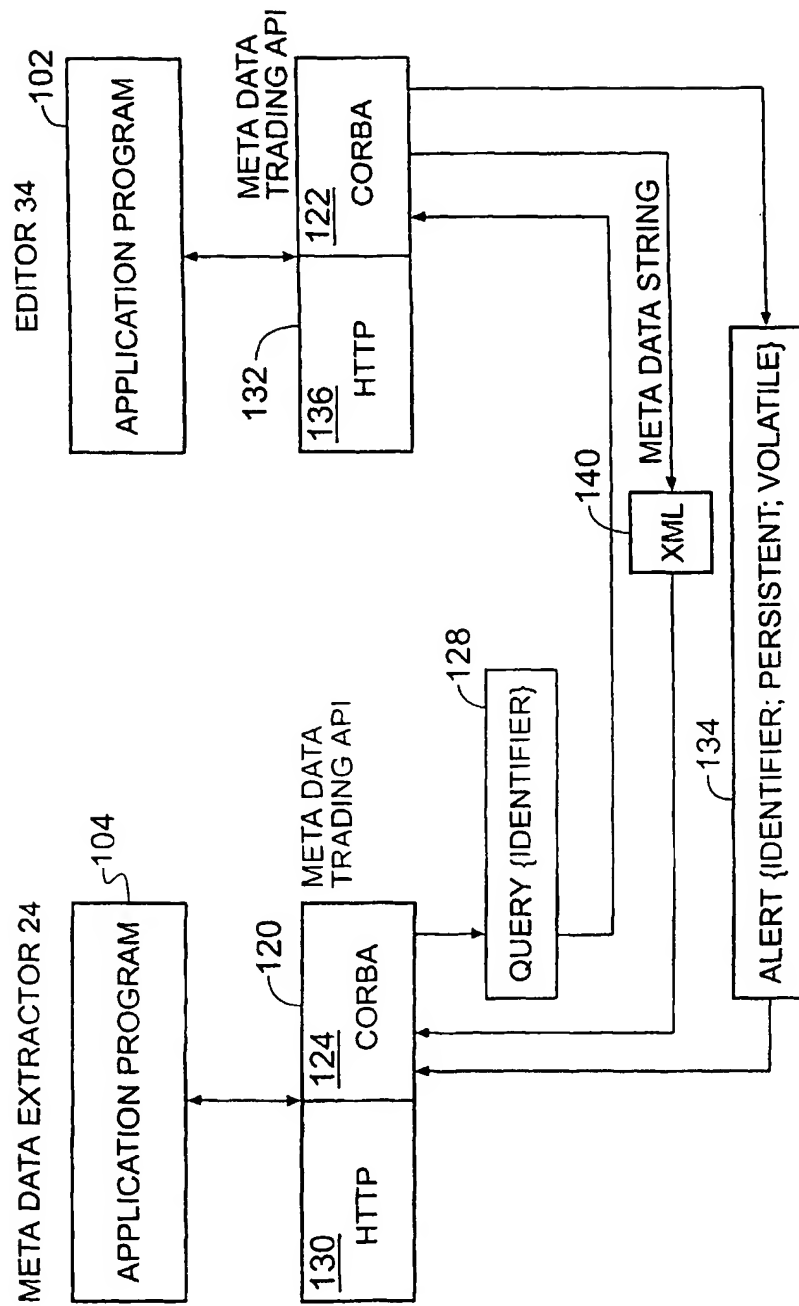 META DATA EXTRACTOR 24
APPLICATION PROGRAM
104
META DATA
TRADING API
120
130
HTTP
124
CORBA
QUERY {IDENTIFIER}
128
EDITOR 34
APPLICATION PROGRAM
102
META DATA
TRADING API
132
136
HTTP
122
CORBA
META DATA STRING
140
XML
134
ALERT {IDENTIFIER; PERSISTENT; VOLATILE}